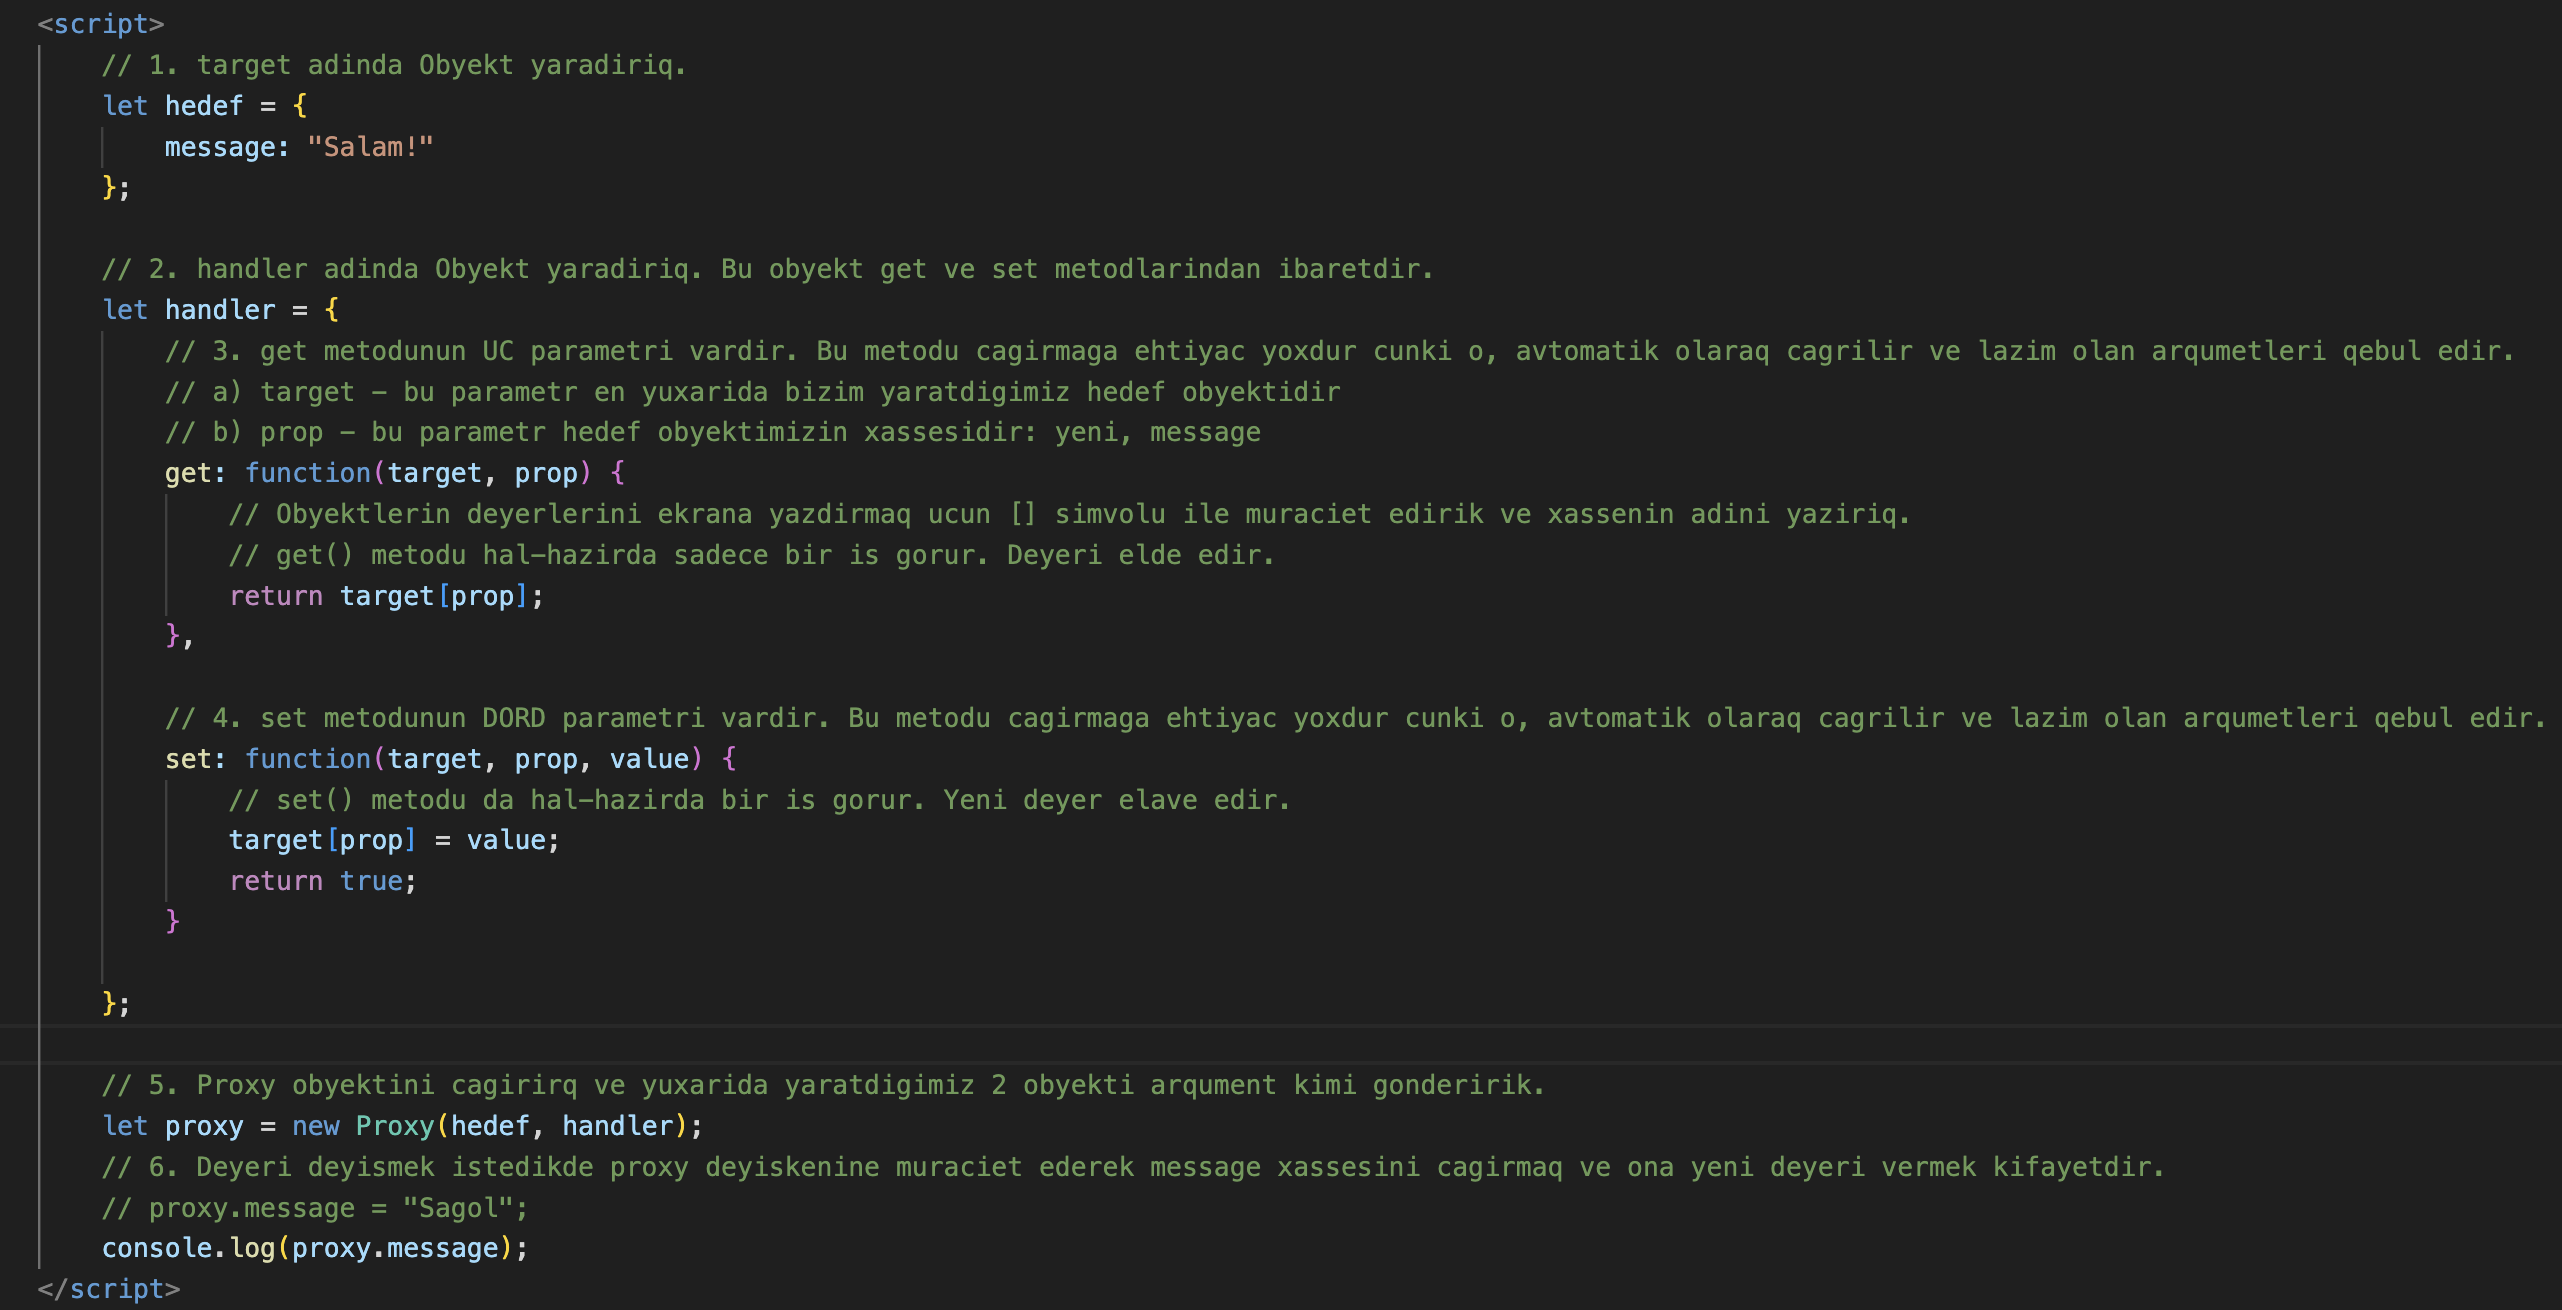 <script>
// 1. target adinda Obyekt yaradiriq.
let hedef = {
message: "Salam!"
};
// 2. handler adinda Obyekt yaradiriq. Bu obyekt get ve set metodlarindan ibaretdir.
let handler = {
// 3. get metodunun UC parametri vardir. Bu metodu cagirmaga ehtiyac yoxdur cunki o, avtomatik olaraq cagrilir ve lazim olan arqumetleri qebul edir.
// a) target - bu parametr en yuxarida bizim yaratdigimiz hedef obyektidir
// b) prop - bu parametr hedef obyektimizin xassesidir: yeni, message
get: function(target, prop) {
// Obyektlerin deyerlerini ekrana yazdirmaq ucun [] simvolu ile muraciet edirik ve xassenin adini yaziriq.
// get() metodu hal-hazirda sadece bir is gorur. Deyeri elde edir.
return target[prop];
},
// 4. set metodunun DORD parametri vardir. Bu metodu cagirmaga ehtiyac yoxdur cunki o, avtomatik olaraq cagrilir ve lazim olan arqumetleri qebul edir.
set: function(target, prop, value) {
// set() metodu da hal-hazirda bir is gorur. Yeni deyer elave edir.
target[prop] = value;
return true;
}
};
// 5. Proxy obyektini cagirirq ve yuxarida yaratdigimiz 2 obyekti arqument kimi gonderirik.
let proxy = new Proxy(hedef, handler);
// 6. Deyeri deyismek istedikde proxy deyiskenine muraciet ederek message xassesini cagirmaq ve ona yeni deyeri vermek kifayetdir.
// proxy.message = "Sagol";
console.log(proxy.message);
</script>